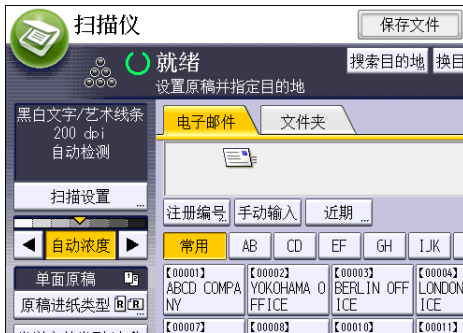 扫描仪
保存文件
就绪
搜索目的地
换目
设置原稿并指定目的地
黑白文字/艺术线条
200 dpi
自动检测
扫描设置
电子邮件
文件夹
注册编号
手动输入
近期
自动浓度
常用
AB
CD
EF
GH
IJK
单面原稿
原稿进纸类型
【00001】
ABCD COMPA
NY
【00002】
YOKOHAMA O
FFICE
【00003】
BERLIN OFF
ICE
【00004】
LONDON
ICE
【00007】
【00008】
【00010】
【00011】